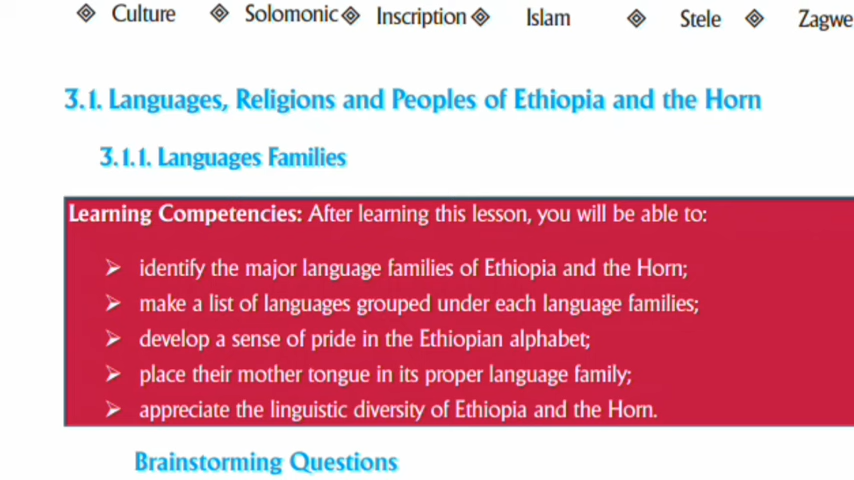 Culture Solomonic Inscription Islam Stele Zagwe
3.1. Languages, Religions and Peoples of Ethiopia and the Horn
3.1.1. Languages Families
Learning Competencies: After learning this lesson, you will be able to:
➢ identify the major language families of Ethiopia and the Horn;
➢ make a list of languages grouped under each language families;
➢ develop a sense of pride in the Ethiopian alphabet;
➢ place their mother tongue in its proper language family;
➢ appreciate the linguistic diversity of Ethiopia and the Horn.
Brainstorming Questions